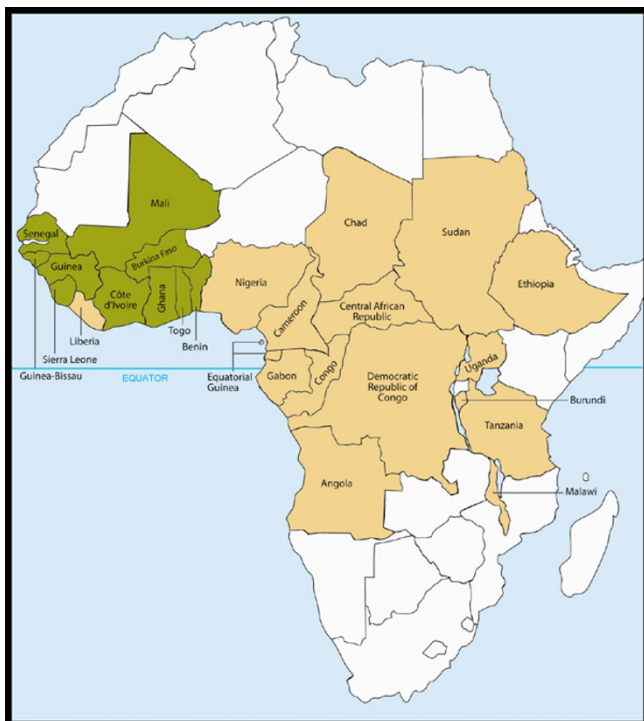 Mali
Senegal
Chad
Sudan
Burkina Faso
Guinea
Nigeria
Ethiopia
Côte
d'Ivoire
Ghana
Cameroon
Central African
Republic
Togo
Benin
Liberia
Sierra Leone
Guinea-Bissau
EQUATOR
Equatorial
Guinea
Gabon
Congo
Democratic
Republic of
Congo
Uganda
Burundi
Tanzania
Angola
Malawi